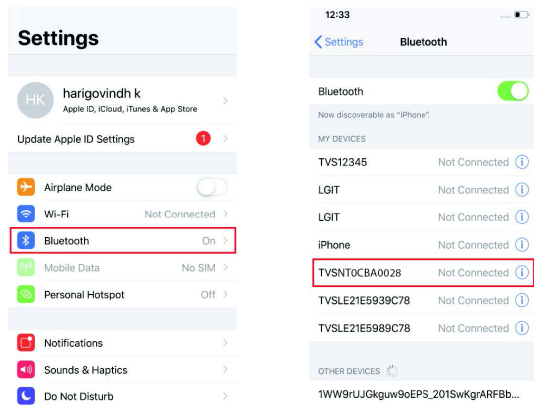 Settings
HK
harigovindh k
Apple ID, iCloud, iTunes & App Store
Update Apple ID Settings 1
Airplane Mode
Wi-Fi Not Connected
Bluetooth On
Mobile Data No SIM
Personal Hotspot Off
Notifications
Sounds & Haptics
Do Not Disturb
12:33
Settings Bluetooth
Bluetooth
Now discoverable as "iPhone".
MY DEVICES
TVS12345 Not Connected
LGIT Not Connected
LGIT Not Connected
iPhone Not Connected
TVSNT0CBA0028 Not Connected
TVSLE21E5939C78 Not Connected
TVSLE21E5989C78 Not Connected
OTHER DEVICES
1WW9rUJGkguw9oEPS_201SwKgrARFBb...